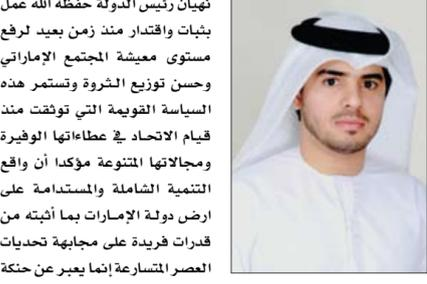 نهيان رئيس الدولة حفظه الله عمل
بثبات واقتدار منذ زمن بعيد لرفع
مستوى معيشة المجتمع الإماراتي
وحسن توزيع الثروة وتستمر هذه
السياسة القويمة التي توثقت منذ
قيام الاتحاد في عطاءاتها الوفيرة
ومجالاتها المتنوعة مؤكدا أن واقع
التنمية الشاملة والمستدامة على
ارض دولة الإمارات بما أثبته من
قدرات فريدة على مجابهة تحديات
العصر المتسارعة إنما يعبر عن حنكة